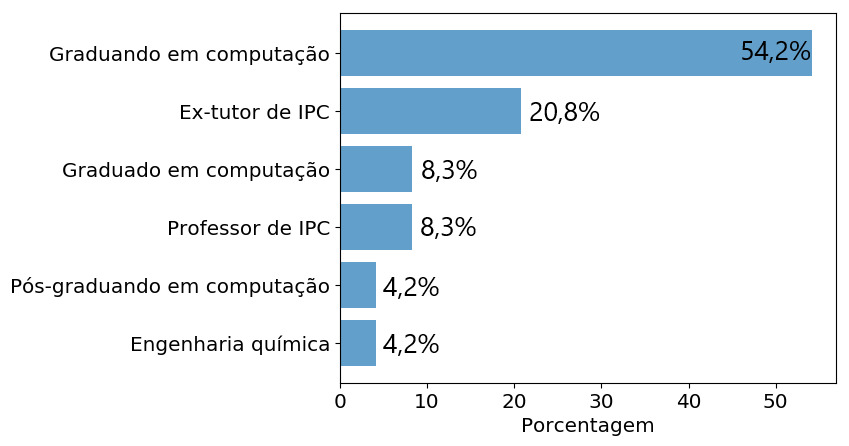 Graduando em computação 54,2%
Ex-tutor de IPC 20,8%
Graduado em computação 8,3%
Professor de IPC 8,3%
Pós-graduando em computação 4,2%
Engenharia química 4,2%
0 10 20 30 40 50
Porcentagem